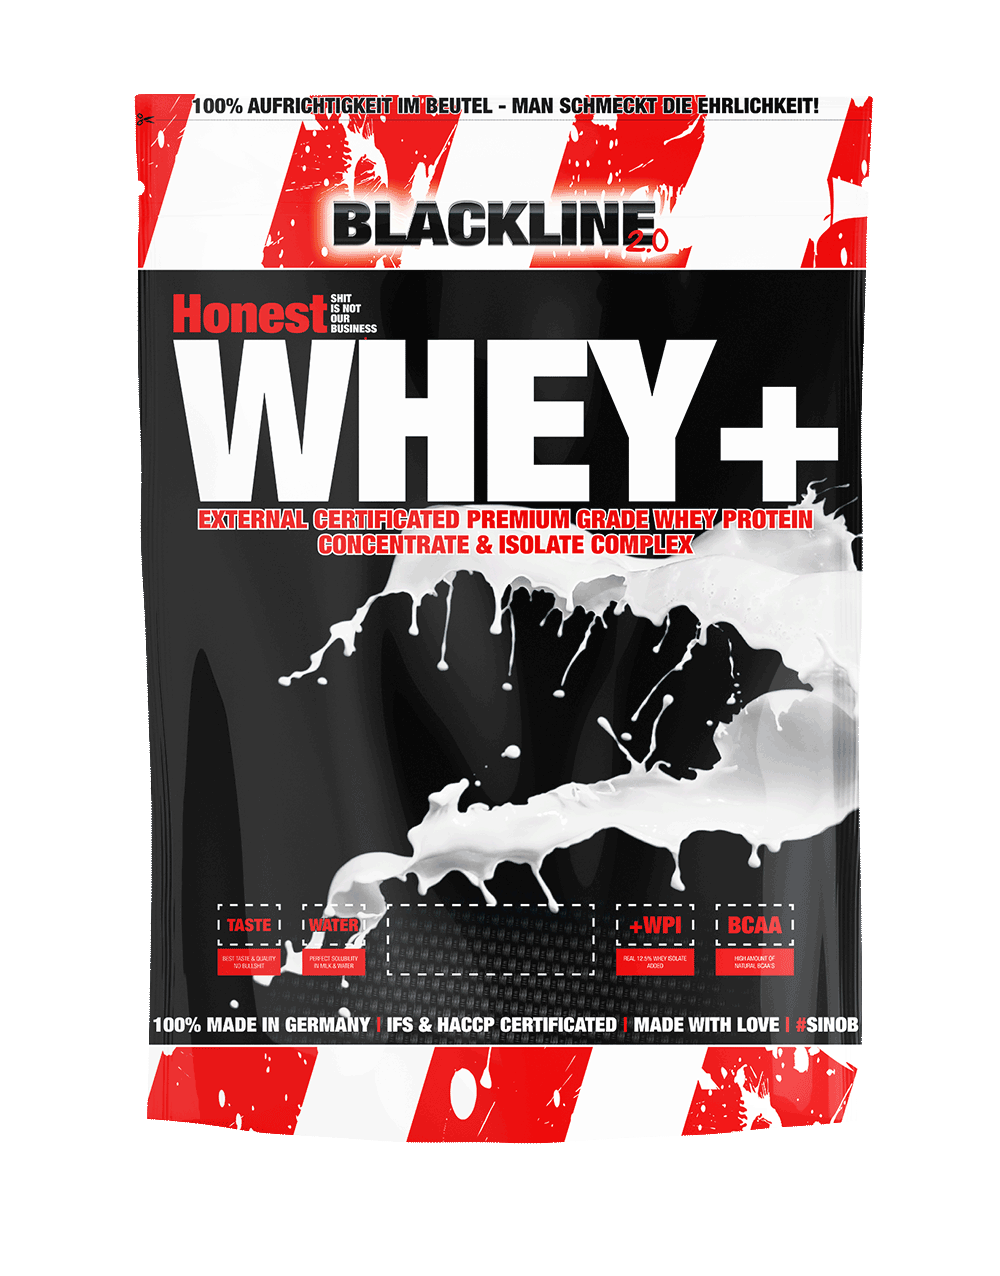 100% AUFRICHTIGKEIT IM BEUTEL - MAN SCHMECKT DIE EHRLICHKEIT!
BLACKLINE
2.0
Honest
SHIT
IS NOT
OUR
BUSINESS
WHEY+
EXTERNAL CERTIFICATED PREMIUM GRADE WHEY PROTEIN
CONCENTRATE & ISOLATE COMPLEX
TASTE
BEST TASTE & QUALITY
NO BULLSHIT
WATER
PERFECT SOLUBILITY
IN MILK & WATER
+WPI
REAL 12.5% WHEY ISOLATE
ADDED
BCAA
HIGH AMOUNT OF
NATURAL BCAA'S
100% MADE IN GERMANY | IFS & HACCP CERTIFICATED | MADE WITH LOVE | #SINOB